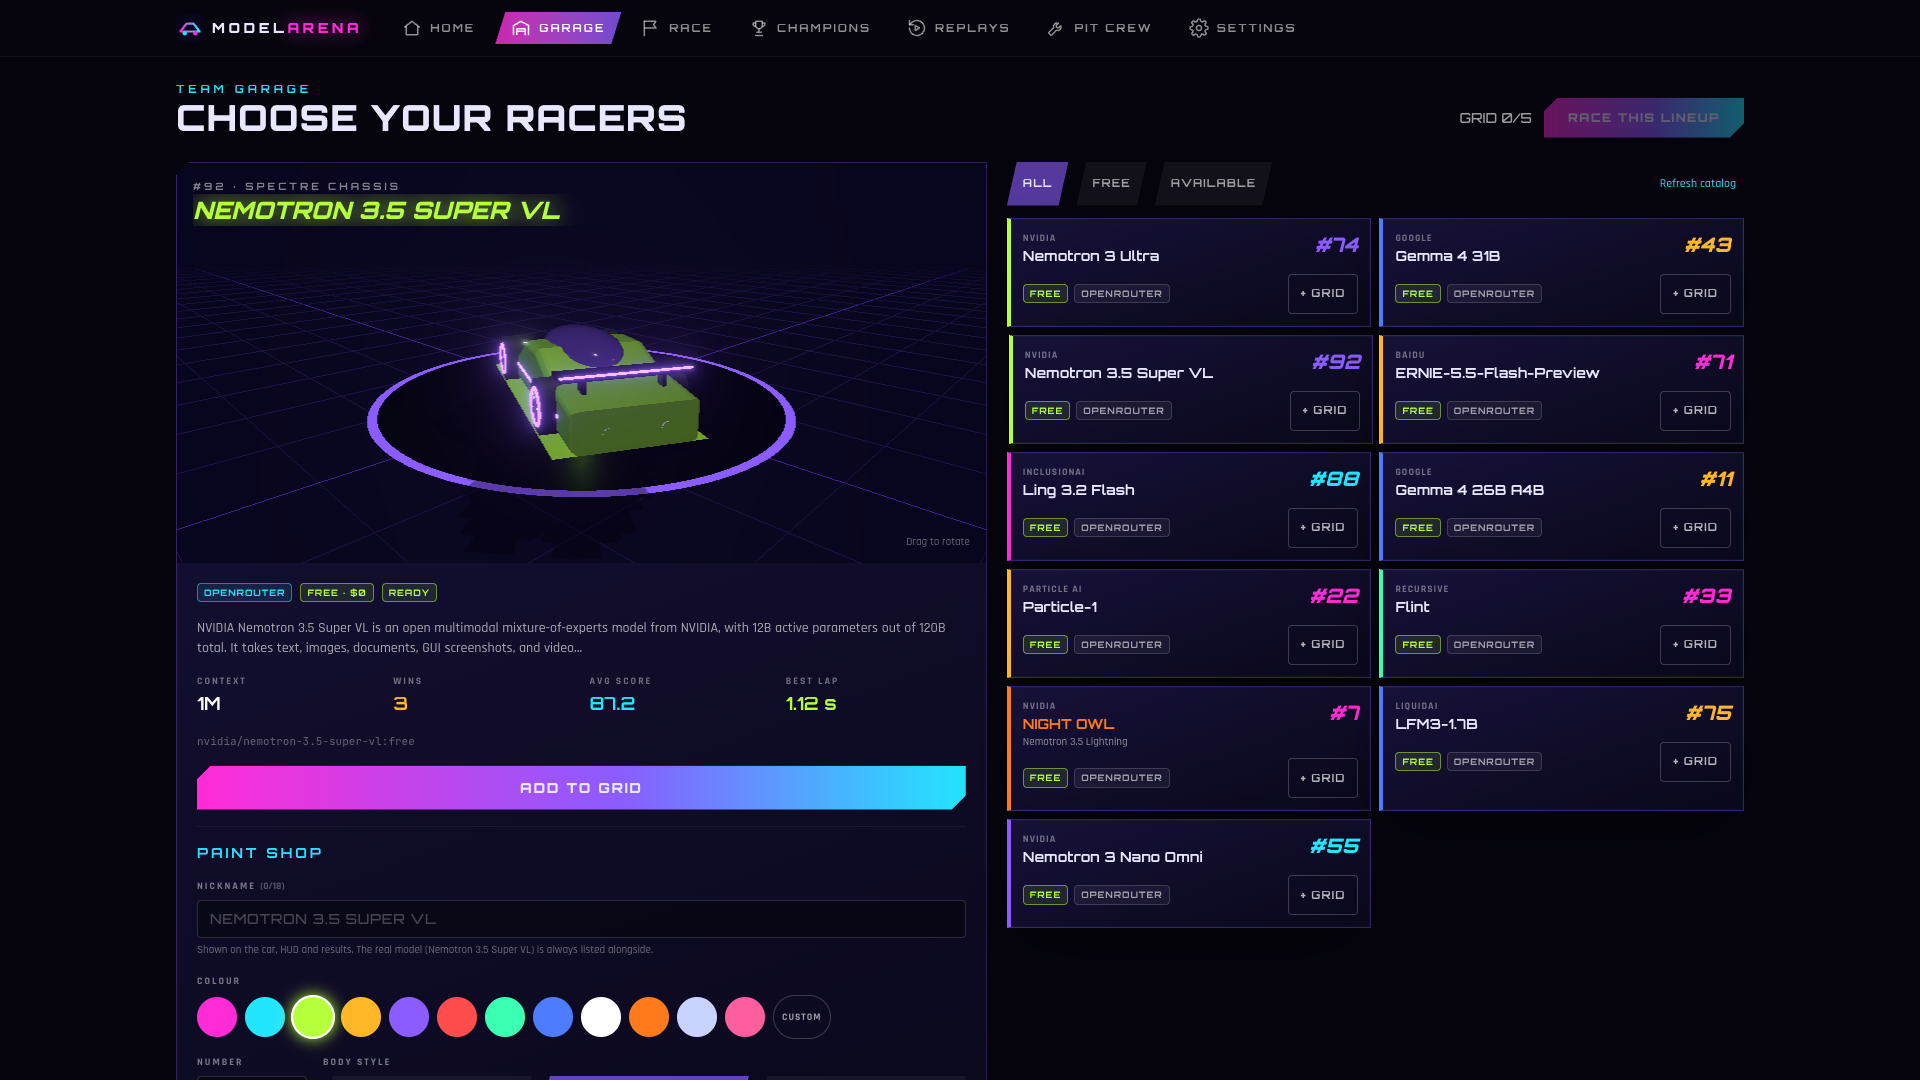 MODELARENA
HOME
GARAGE
RACE
CHAMPIONS
REPLAYS
PIT CREW
SETTINGS
TEAM GARAGE
CHOOSE YOUR RACERS
GRID 0/5
RACE THIS LINEUP
#92 · SPECTRE CHASSIS
NEMOTRON 3.5 SUPER VL
Drag to rotate
OPENROUTER
FREE · $0
READY
NVIDIA Nemotron 3.5 Super VL is an open multimodal mixture-of-experts model from NVIDIA, with 12B active parameters out of 120B
total. It takes text, images, documents, GUI screenshots, and video...
CONTEXT
1M
WINS
3
AVG SCORE
87.2
BEST LAP
1.12 s
nvidia/nemotron-3.5-super-vl:free
ADD TO GRID
PAINT SHOP
NICKNAME (0/18)
NEMOTRON 3.5 SUPER VL
Shown on the car, HUD and results. The real model (Nemotron 3.5 Super VL) is always listed alongside.
COLOUR
CUSTOM
NUMBER
BODY STYLE
ALL
FREE
AVAILABLE
Refresh catalog
NVIDIA
Nemotron 3 Ultra
#74
FREE
OPENROUTER
+ GRID
GOOGLE
Gemma 4 31B
#43
FREE
OPENROUTER
+ GRID
NVIDIA
Nemotron 3.5 Super VL
#92
FREE
OPENROUTER
+ GRID
BAIDU
ERNIE-5.5-Flash-Preview
#71
FREE
OPENROUTER
+ GRID
INCLUSIONAI
Ling 3.2 Flash
#88
FREE
OPENROUTER
+ GRID
GOOGLE
Gemma 4 26B A4B
#11
FREE
OPENROUTER
+ GRID
PARTICLE AI
Particle-1
#22
FREE
OPENROUTER
+ GRID
RECURSIVE
Flint
#33
FREE
OPENROUTER
+ GRID
NVIDIA
NIGHT OWL
Nemotron 3.5 Lightning
#7
FREE
OPENROUTER
+ GRID
LIQUIDAI
LFM3-1.7B
#75
FREE
OPENROUTER
+ GRID
NVIDIA
Nemotron 3 Nano Omni
#55
FREE
OPENROUTER
+ GRID